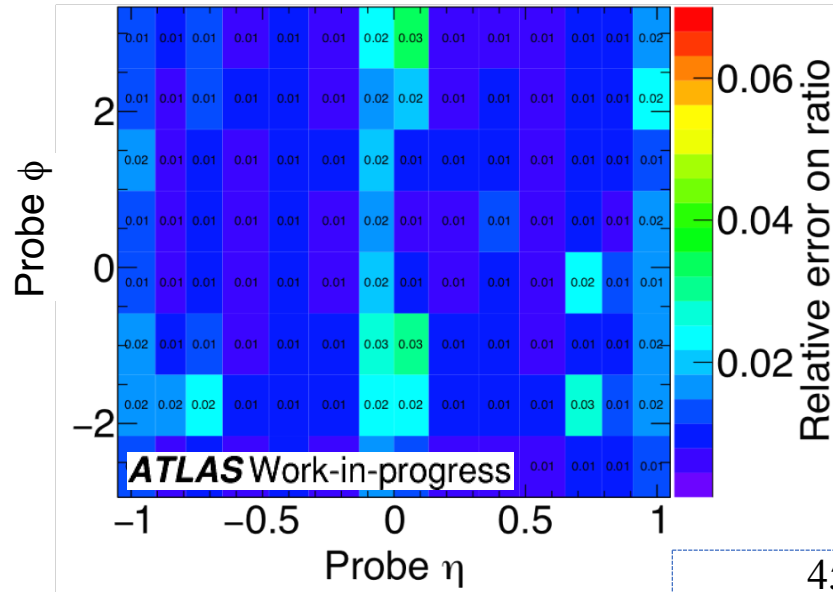 0.01 0.01 0.01 0.01 0.01 0.01 0.02 0.03 0.01 0.01 0.01 0.01 0.01 0.02
0.01 0.01 0.01 0.01 0.01 0.01 0.02 0.02 0.01 0.01 0.01 0.01 0.01 0.02
0.02 0.01 0.01 0.01 0.01 0.01 0.02 0.01 0.01 0.01 0.01 0.01 0.01 0.01
0.01 0.01 0.01 0.01 0.01 0.01 0.02 0.01 0.01 0.01 0.01 0.01 0.01 0.02
0.01 0.01 0.01 0.01 0.01 0.01 0.02 0.01 0.01 0.01 0.01 0.02 0.01 0.02
0.02 0.01 0.01 0.01 0.01 0.01 0.03 0.03 0.01 0.01 0.01 0.01 0.01 0.02
0.02 0.02 0.02 0.01 0.01 0.01 0.02 0.02 0.01 0.01 0.01 0.03 0.01 0.02
0.01 0.01 0.01 0.01
ATLAS Work-in-progress
2
0
−2
Probe ϕ
−1 −0.5 0 0.5 1
Probe η
0.06
0.04
0.02
Relative error on ratio